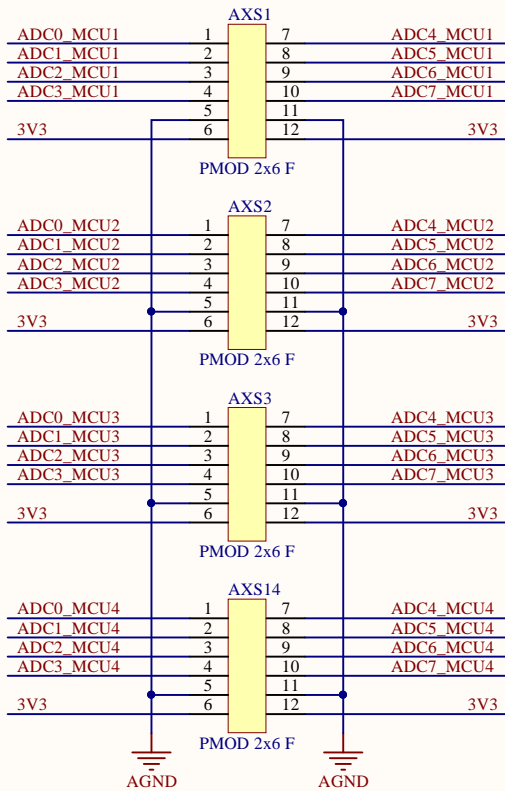 AXS1
ADC0_MCU1 1 7 ADC4_MCU1
ADC1_MCU1 2 8 ADC5_MCU1
ADC2_MCU1 3 9 ADC6_MCU1
ADC3_MCU1 4 10 ADC7_MCU1
5 11
3V3 6 12 3V3
PMOD 2x6 F
AXS2
ADC0_MCU2 1 7 ADC4_MCU2
ADC1_MCU2 2 8 ADC5_MCU2
ADC2_MCU2 3 9 ADC6_MCU2
ADC3_MCU2 4 10 ADC7_MCU2
5 11
3V3 6 12 3V3
PMOD 2x6 F
AXS3
ADC0_MCU3 1 7 ADC4_MCU3
ADC1_MCU3 2 8 ADC5_MCU3
ADC2_MCU3 3 9 ADC6_MCU3
ADC3_MCU3 4 10 ADC7_MCU3
5 11
3V3 6 12 3V3
PMOD 2x6 F
AXS14
ADC0_MCU4 1 7 ADC4_MCU4
ADC1_MCU4 2 8 ADC5_MCU4
ADC2_MCU4 3 9 ADC6_MCU4
ADC3_MCU4 4 10 ADC7_MCU4
5 11
3V3 6 12 3V3
PMOD 2x6 F
AGND AGND